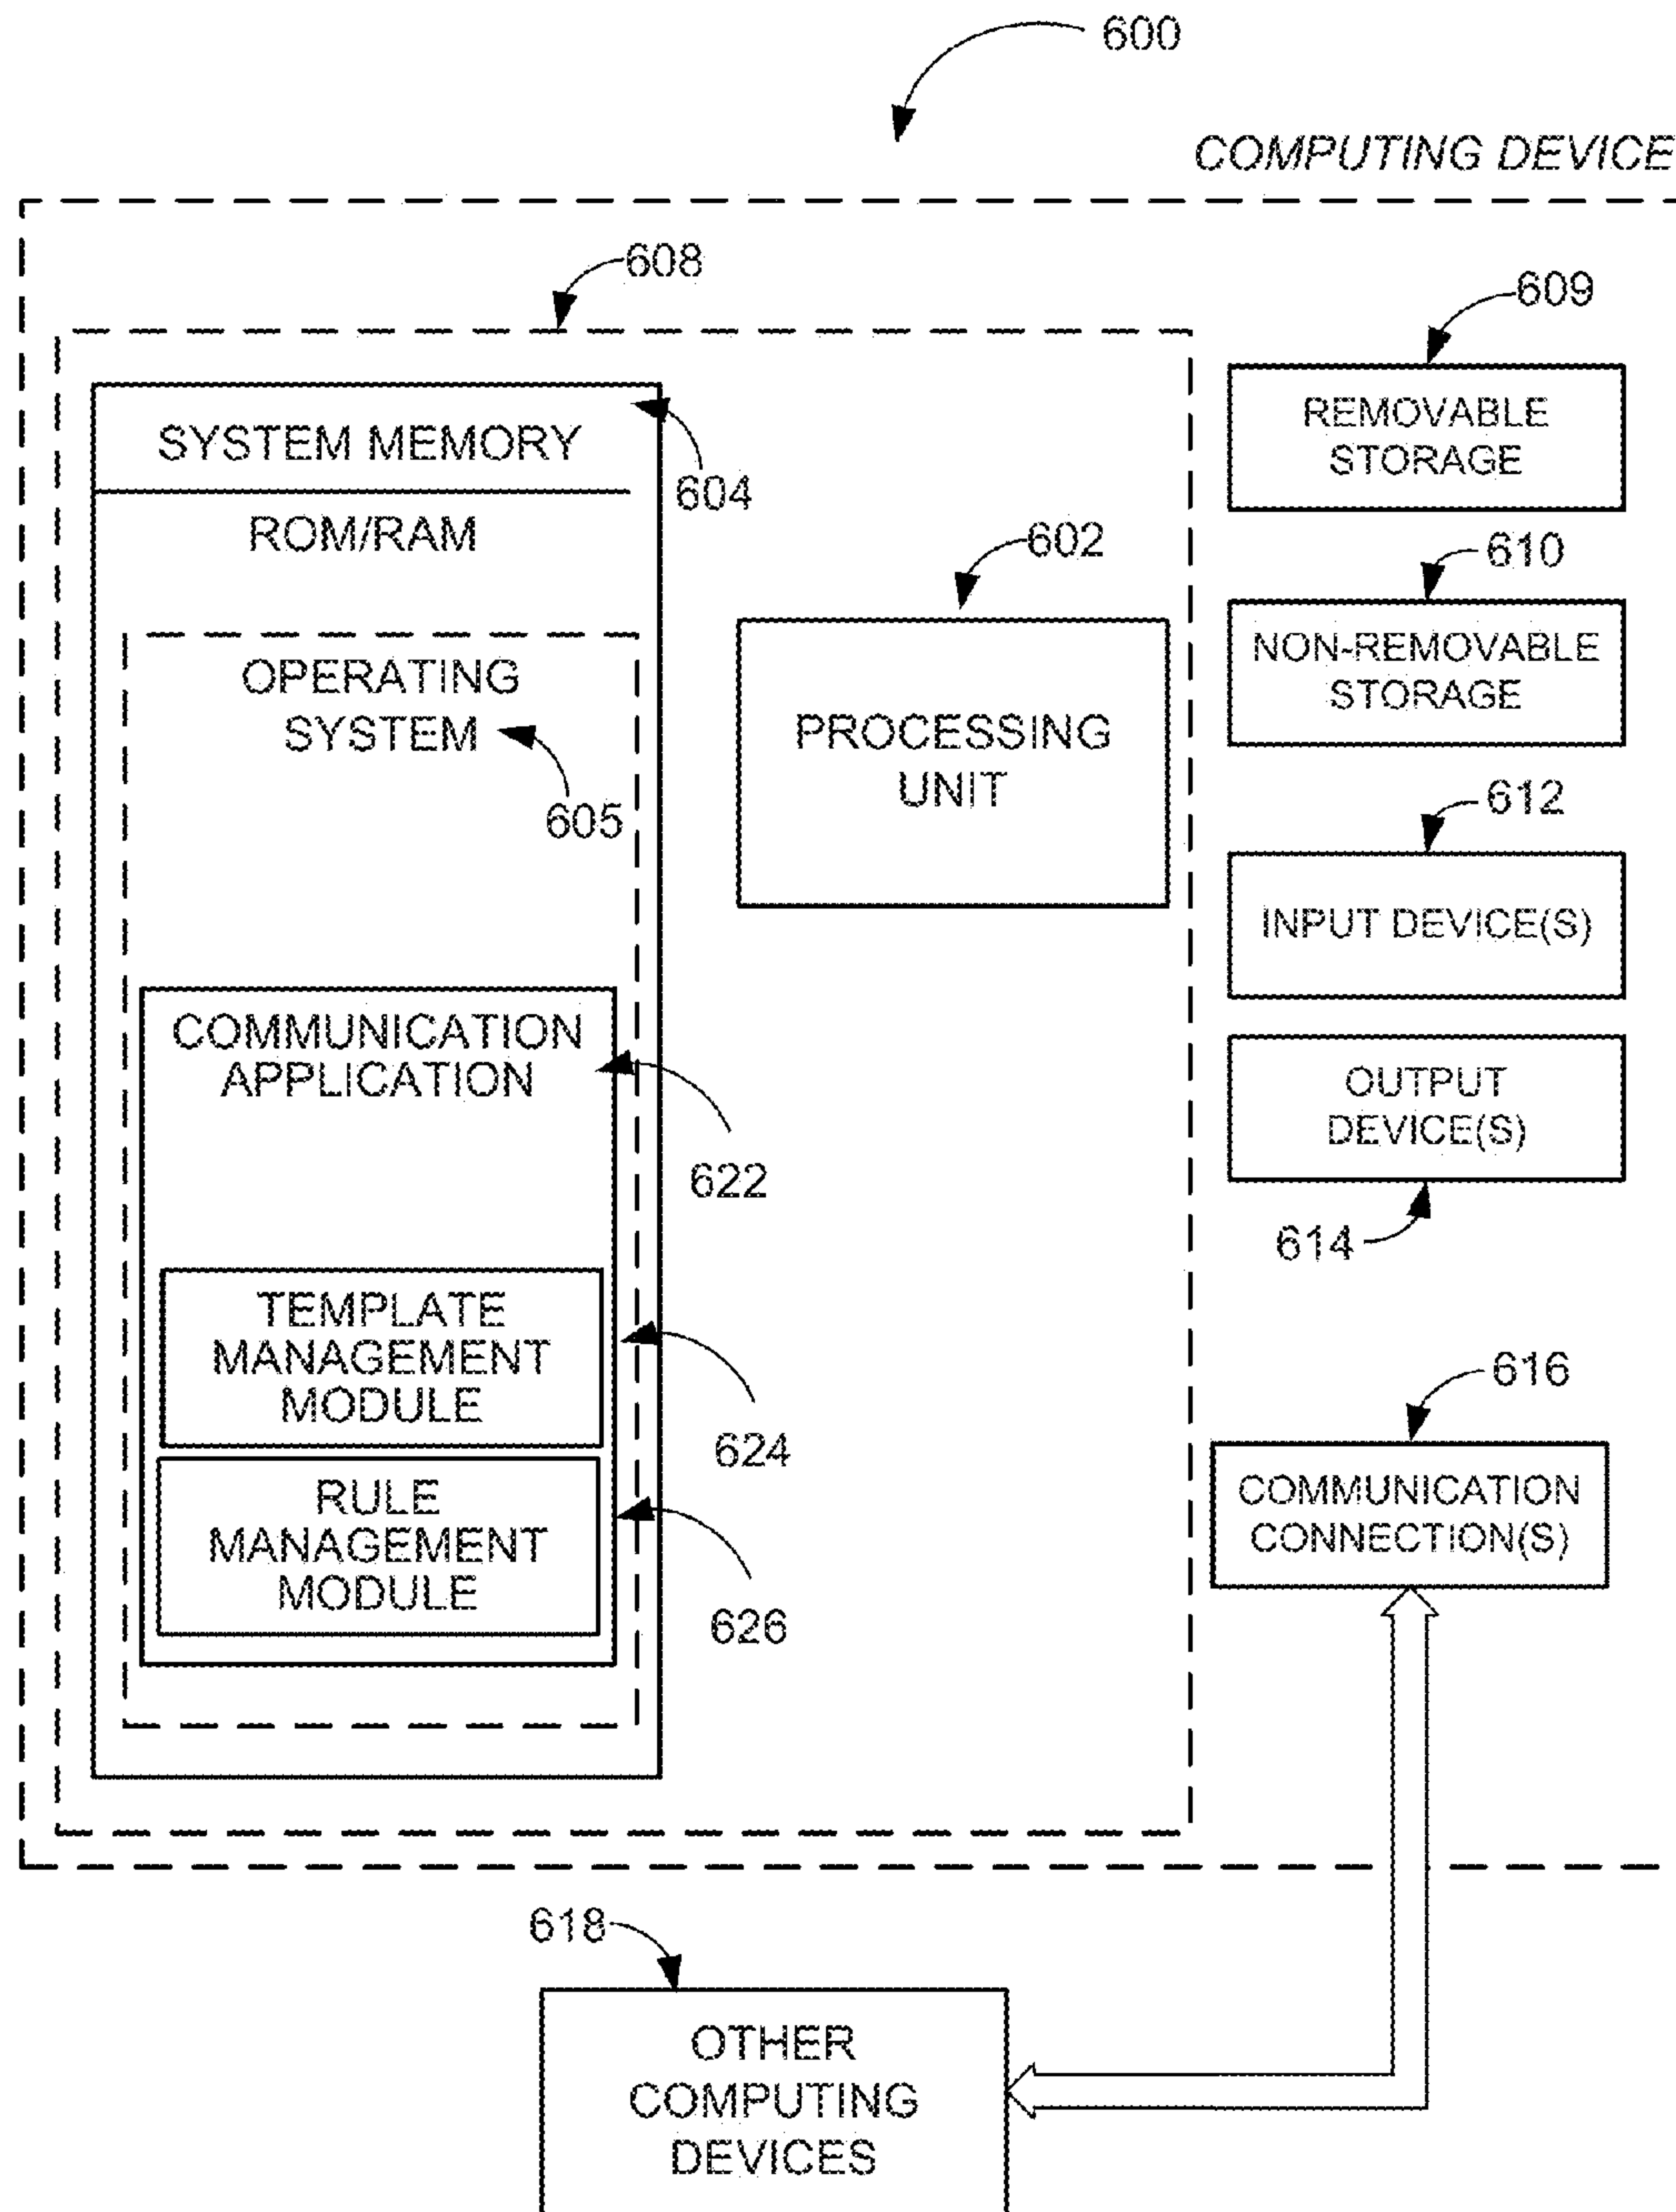 600
COMPUTING DEVICE
608
609
SYSTEM MEMORY
604
REMOVABLE
STORAGE
ROM/RAM
602
610
OPERATING
SYSTEM
605
PROCESSING
UNIT
NON-REMOVABLE
STORAGE
612
INPUT DEVICE(S)
COMMUNICATION
APPLICATION
622
OUTPUT
DEVICE(S)
614
TEMPLATE
MANAGEMENT
MODULE
624
616
RULE
MANAGEMENT
MODULE
626
COMMUNICATION
CONNECTION(S)
618
OTHER
COMPUTING
DEVICES